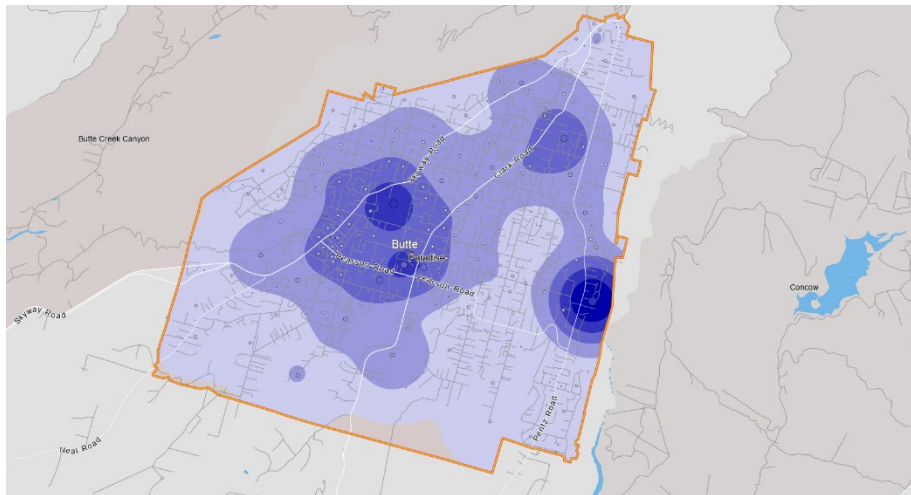 Butte Creek Canyon
Skyway Road
Clark Road
Butte
Paradise
Pearson Road
Pearson Road
Concow
Skyway Road
Pentz Road
Neal Road